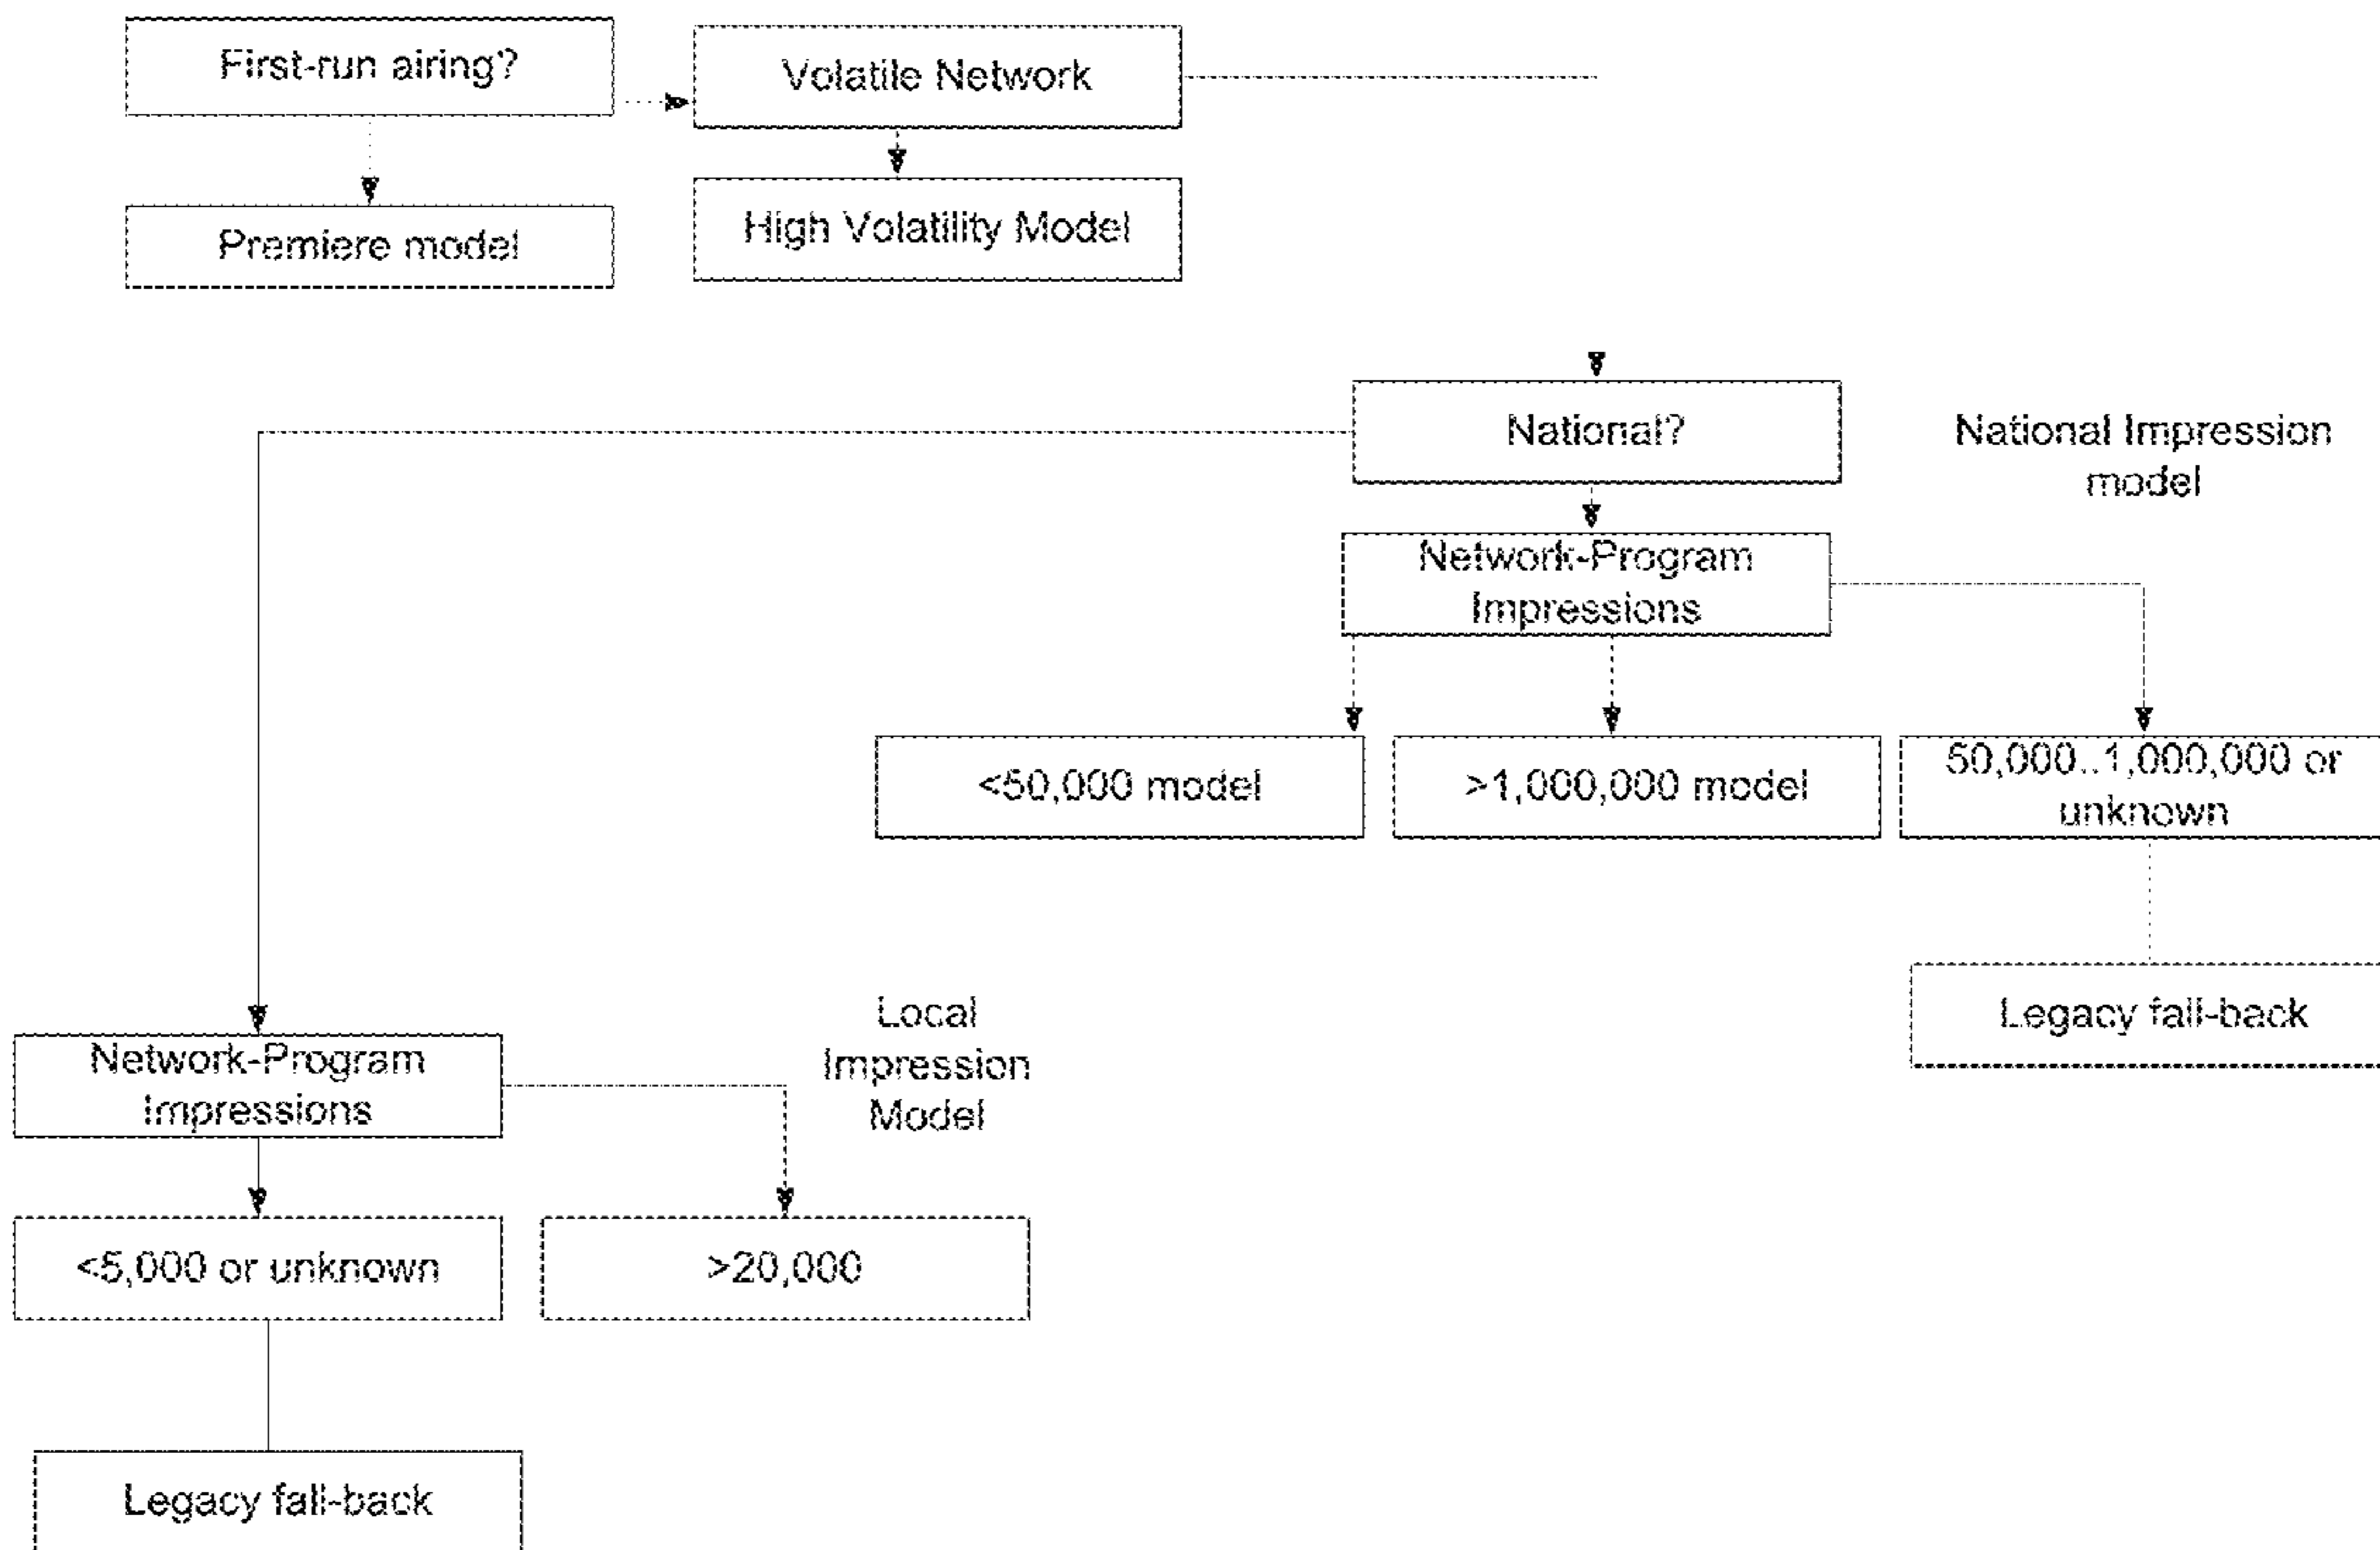 First-run airing?
Volatile Network
Premiere model
High Volatility Model
National?
National Impression
model
Network-Program
Impressions
<50,000 model
>1,000,000 model
50,000..1,000,000 or
unknown
Legacy fall-back
Local
Impression
Model
Network-Program
Impressions
<5,000 or unknown
>20,000
Legacy fall-back